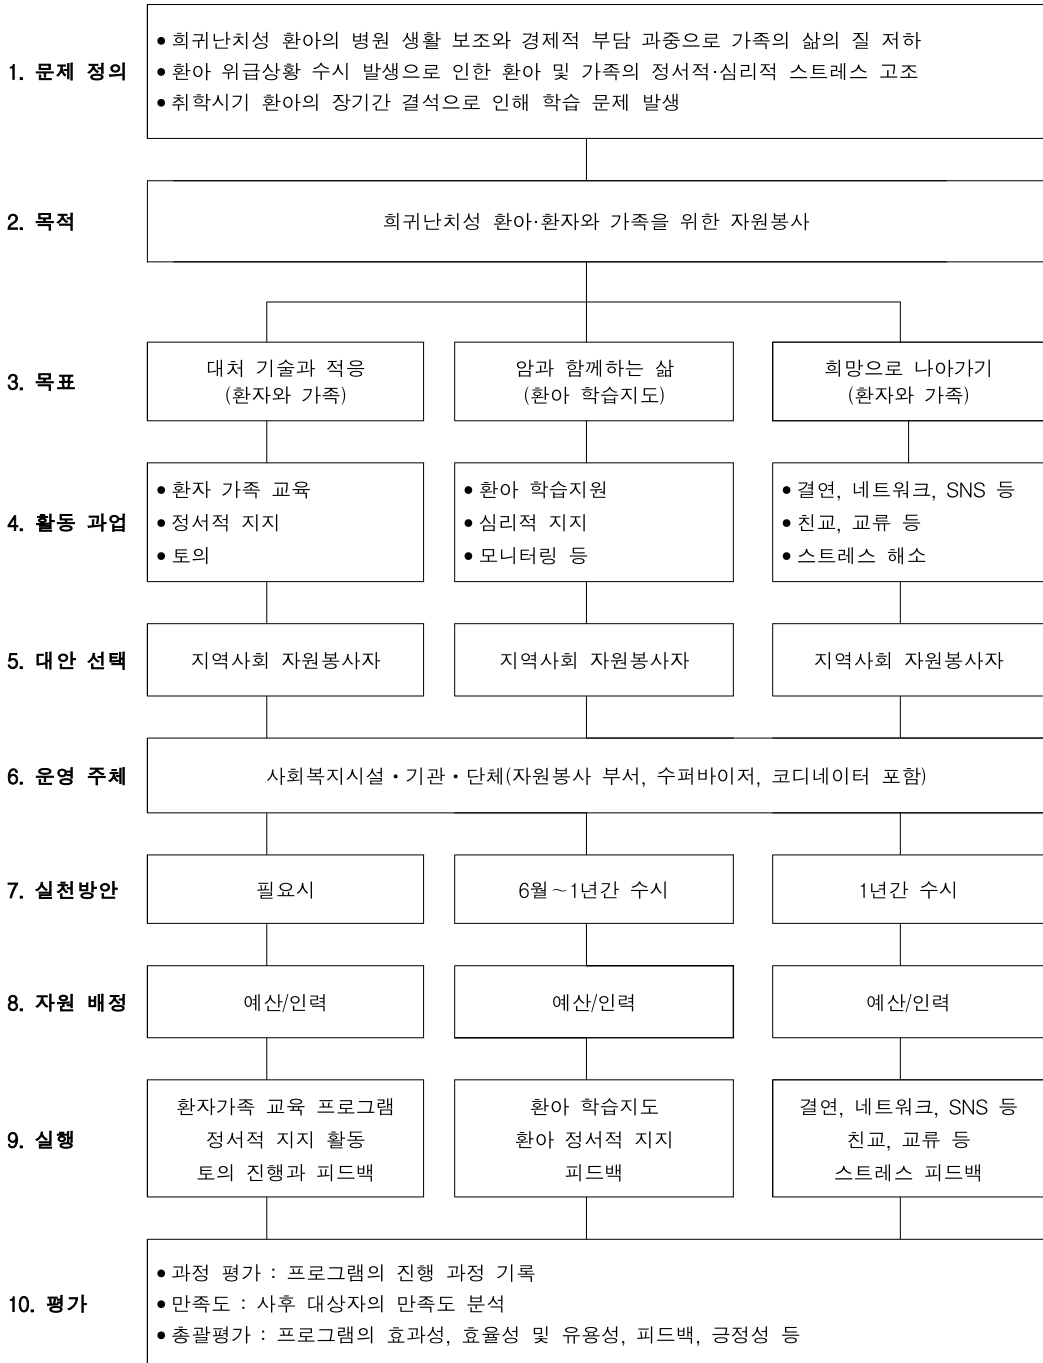 1. 문제 정의
• 희귀난치성 환아의 병원 생활 보조와 경제적 부담 과중으로 가족의 삶의 질 저하
• 환아 위급상황 수시 발생으로 인한 환아 및 가족의 정서적·심리적 스트레스 고조
• 취학시기 환아의 장기간 결석으로 인해 학습 문제 발생
2. 목적
희귀난치성 환아·환자와 가족을 위한 자원봉사
3. 목표
대처 기술과 적응
(환자와 가족)
암과 함께하는 삶
(환아 학습지도)
희망으로 나아가기
(환자와 가족)
4. 활동 과업
• 환자 가족 교육
• 정서적 지지
• 토의
• 환아 학습지원
• 심리적 지지
• 모니터링 등
• 결연, 네트워크, SNS 등
• 친교, 교류 등
• 스트레스 해소
5. 대안 선택
지역사회 자원봉사자
지역사회 자원봉사자
지역사회 자원봉사자
6. 운영 주체
사회복지시설·기관·단체(자원봉사 부서, 수퍼바이저, 코디네이터 포함)
7. 실천방안
필요시
6월~1년간 수시
1년간 수시
8. 자원 배정
예산/인력
예산/인력
예산/인력
9. 실행
환자가족 교육 프로그램
정서적 지지 활동
토의 진행과 피드백
환아 학습지도
환아 정서적 지지
피드백
결연, 네트워크, SNS 등
친교, 교류 등
스트레스 피드백
10. 평가
• 과정 평가 : 프로그램의 진행 과정 기록
• 만족도 : 사후 대상자의 만족도 분석
• 총괄평가 : 프로그램의 효과성, 효율성 및 유용성, 피드백, 긍정성 등